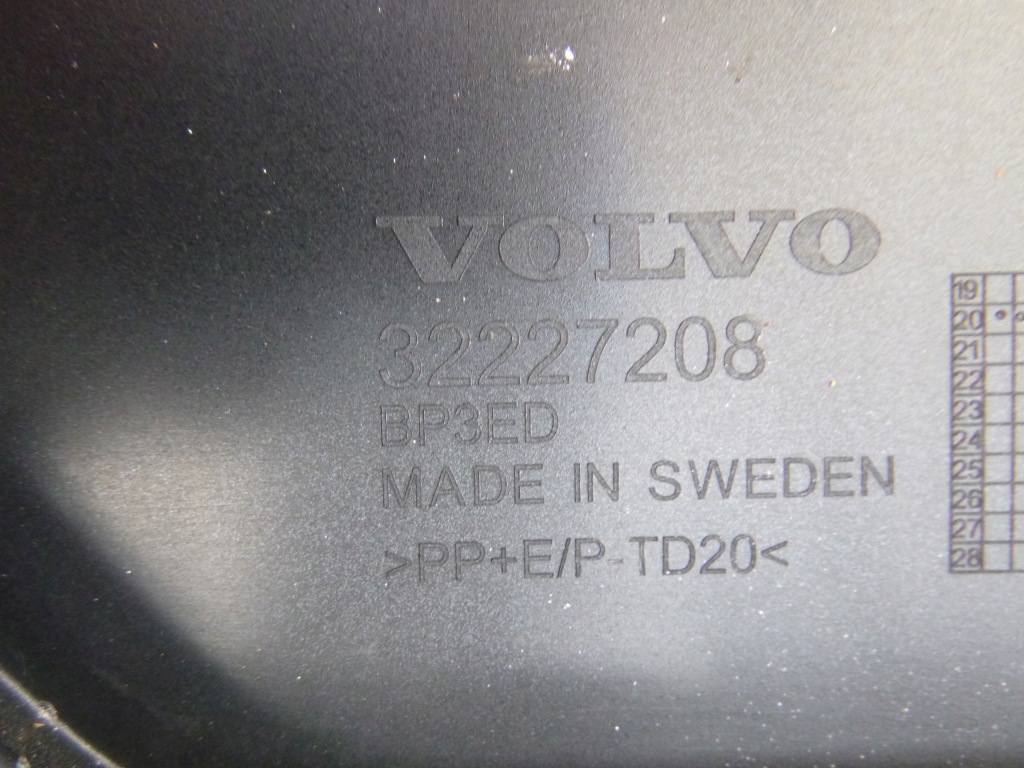 VOLVO
32227208
BP3ED
MADE IN SWEDEN
>PP+E/P-TD20<
19
20
21
22
23
24
25
26
27
28